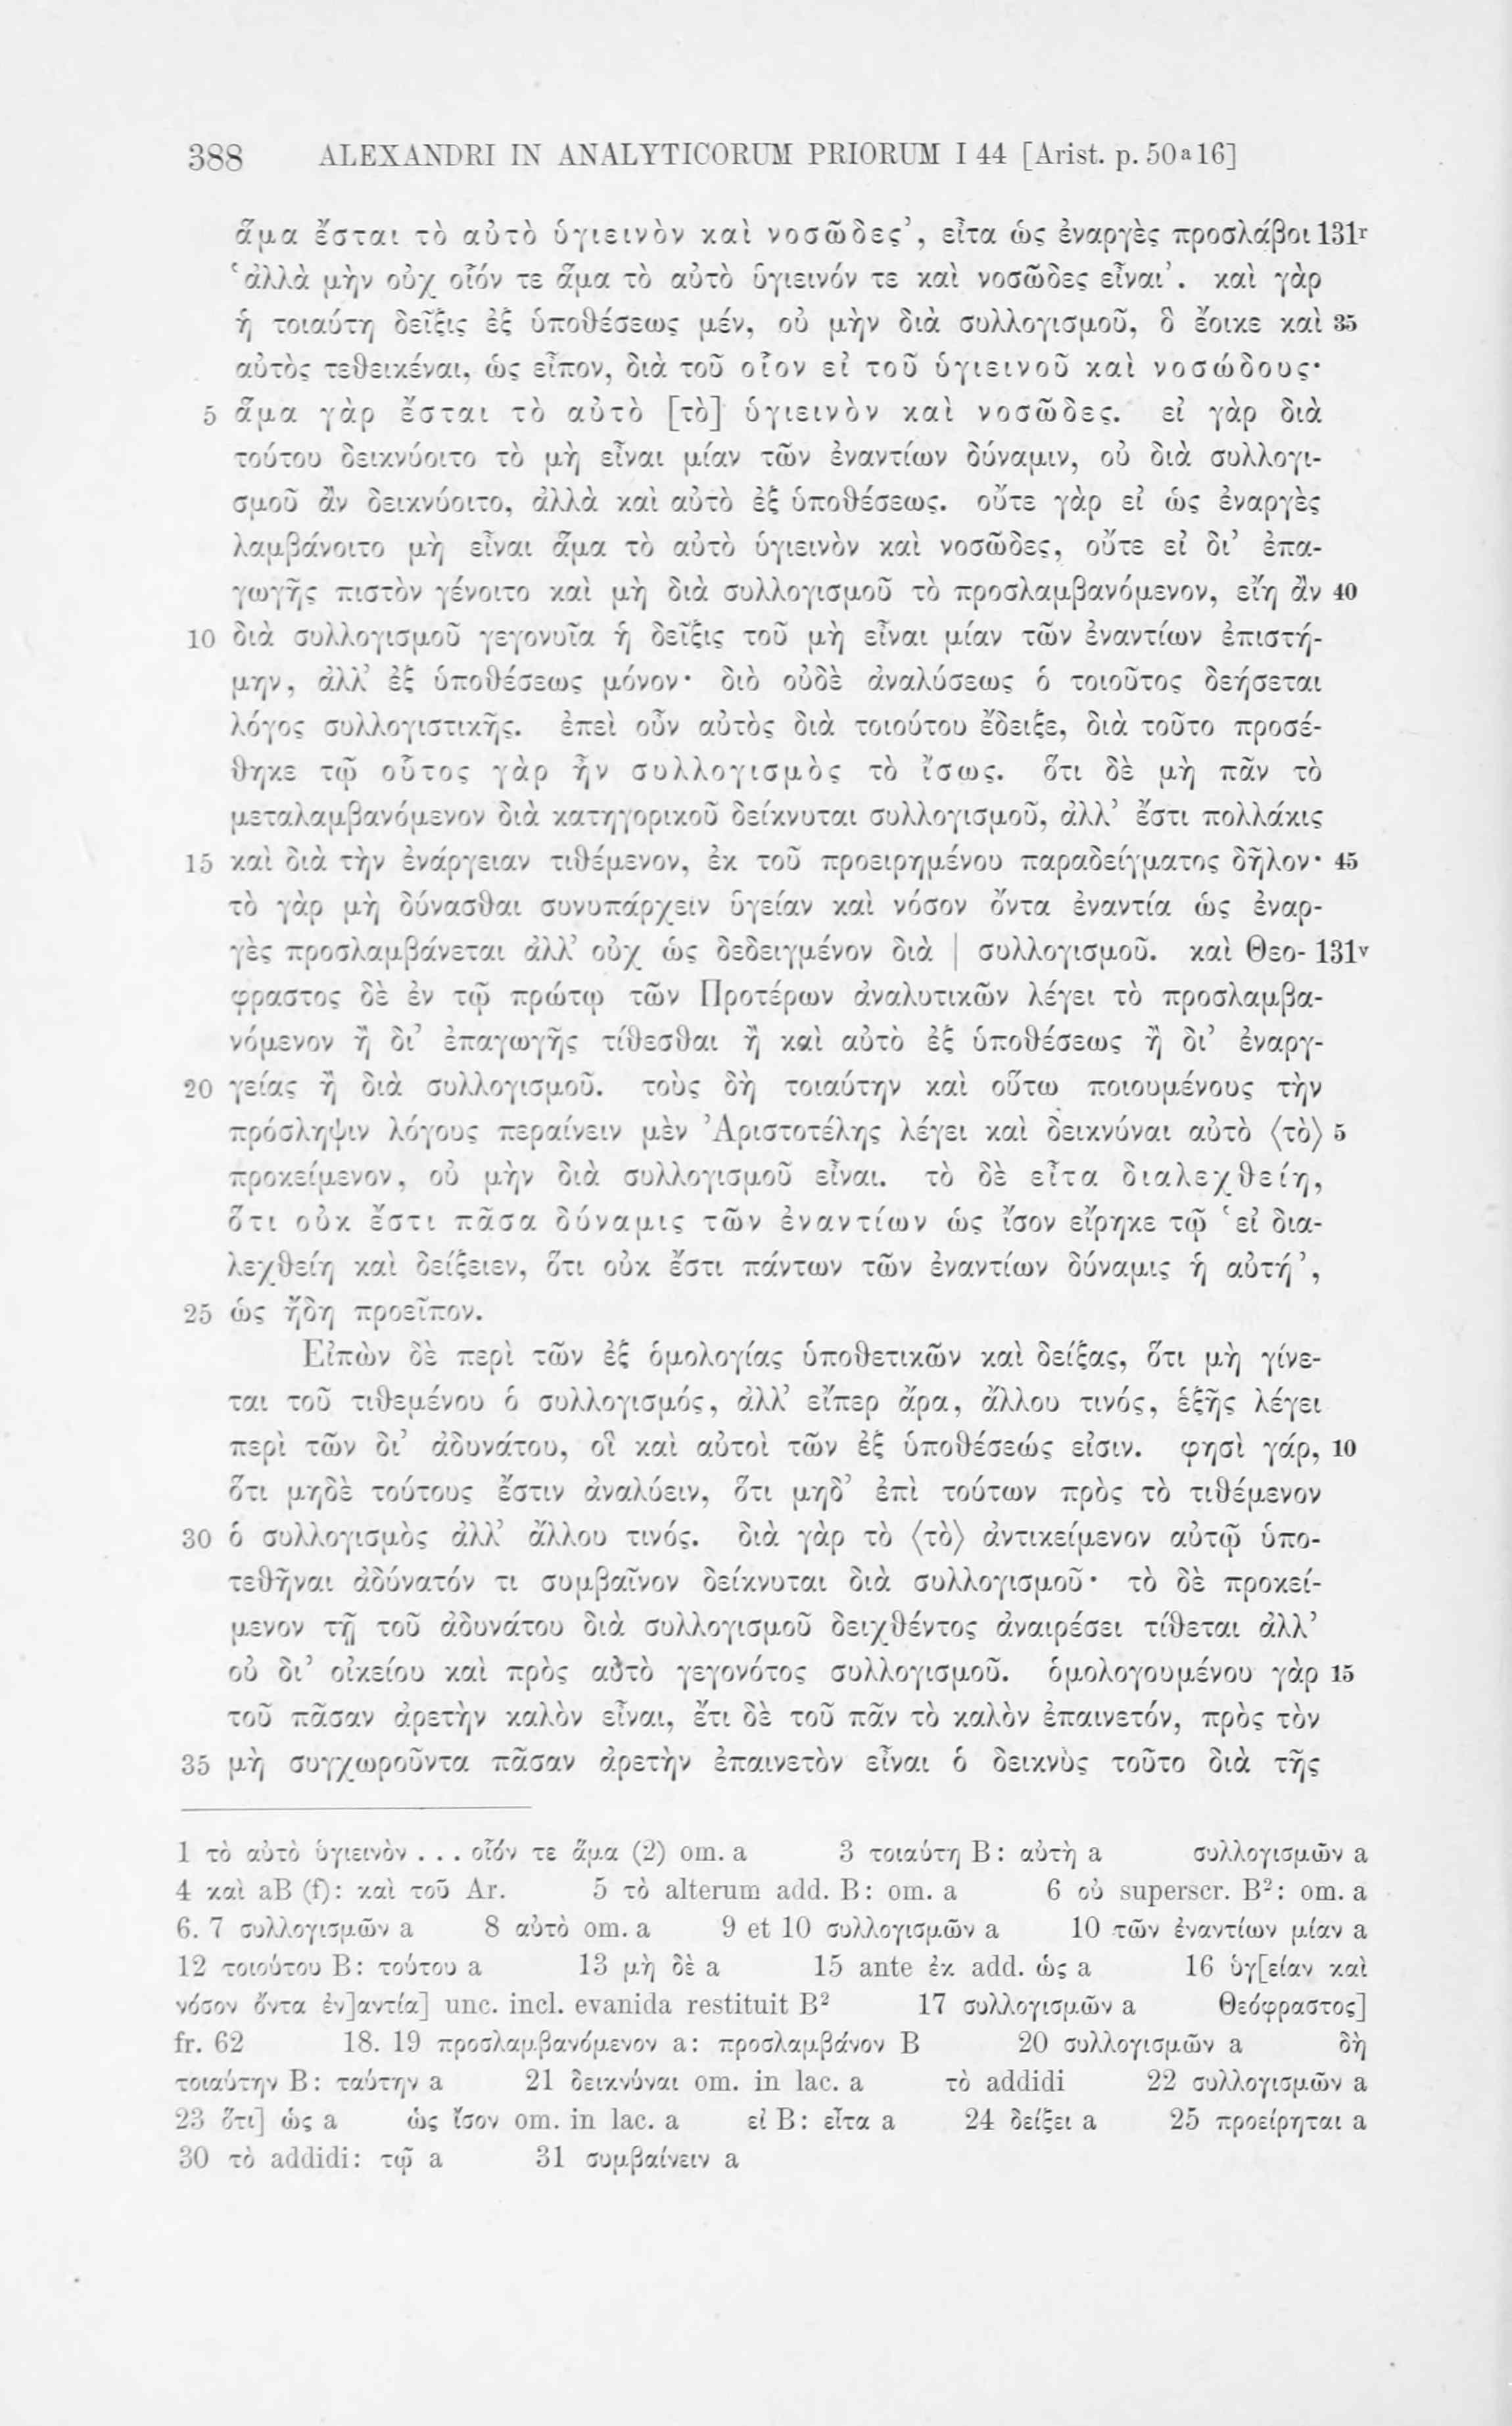 388 ALEXANDRI IN ANALYTICORUM PRIORUM I 44 [Arist. p. 50a16]
ἅμα ἔσται τὸ αὐτὸ ὑγιεινὸν καὶ νοσῶδες’, εἶτα ὡς ἐναργὲς προσλάβοι 131r
‘ἀλλὰ μὴν οὐχ οἷόν τε ἅμα τὸ αὐτὸ ὑγιεινόν τε καὶ νοσῶδες εἶναι’. καὶ γὰρ
ἡ τοιαύτη δεῖξις ἐξ ὑποθέσεως μέν, οὐ μὴν διὰ συλλογισμοῦ, ὃ ἔοικε καὶ 35
αὐτὸς τεθεικέναι, ὡς εἶπον, διὰ τοῦ οἷον εἰ τοῦ ὑγιεινοῦ καὶ νοσώδους·
5 ἅμα γὰρ ἔσται τὸ αὐτὸ [τὸ] ὑγιεινὸν καὶ νοσῶδες. εἰ γὰρ διὰ
τούτου δεικνύοιτο τὸ μὴ εἶναι μίαν τῶν ἐναντίων δύναμιν, οὐ διὰ συλλογι-
σμοῦ ἂν δεικνύοιτο, ἀλλὰ καὶ αὐτὸ ἐξ ὑποθέσεως. οὔτε γὰρ εἰ ὡς ἐναργὲς
λαμβάνοιτο μὴ εἶναι ἅμα τὸ αὐτὸ ὑγιεινὸν καὶ νοσῶδες, οὔτε εἰ δι’ ἐπα-
γωγῆς πιστὸν γένοιτο καὶ μὴ διὰ συλλογισμοῦ τὸ προσλαμβανόμενον, εἴη ἂν 40
10 διὰ συλλογισμοῦ γεγονυῖα ἡ δεῖξις τοῦ μὴ εἶναι μίαν τῶν ἐναντίων ἐπιστή-
μην, ἀλλ’ ἐξ ὑποθέσεως μόνον· διὸ οὐδὲ ἀναλύσεως ὁ τοιοῦτος δεήσεται
λόγος συλλογιστικῆς. ἐπεὶ οὖν αὐτὸς διὰ τοιούτου ἔδειξε, διὰ τοῦτο προσέ-
θηκε τῷ οὗτος γὰρ ἦν συλλογισμὸς τὸ ἴσως. ὅτι δὲ μὴ πᾶν τὸ
μεταλαμβανόμενον διὰ κατηγορικοῦ δείκνυται συλλογισμοῦ, ἀλλ’ ἔστι πολλάκις
15 καὶ διὰ τὴν ἐνάργειαν τιθέμενον, ἐκ τοῦ προειρημένου παραδείγματος δῆλον· 45
τὸ γὰρ μὴ δύνασθαι συνυπάρχειν ὑγείαν καὶ νόσον ὄντα ἐναντία ὡς ἐναρ-
γὲς προσλαμβάνεται ἀλλ’ οὐχ ὡς δεδειγμένον διὰ | συλλογισμοῦ. καὶ Θεο- 131v
φραστος δὲ ἐν τῷ πρώτῳ τῶν Προτέρων ἀναλυτικῶν λέγει τὸ προσλαμβα-
νόμενον ἢ δι’ ἐπαγωγῆς τίθεσθαι ἢ καὶ αὐτὸ ἐξ ὑποθέσεως ἢ δι’ ἐναργ-
20 γείας ἢ διὰ συλλογισμοῦ. τοὺς δὴ τοιαύτην καὶ οὕτω ποιουμένους τὴν
πρόσληψιν λόγους περαίνειν μὲν Ἀριστοτέλης λέγει καὶ δεικνύναι αὐτὸ ⟨τὸ⟩ 5
προκείμενον, οὐ μὴν διὰ συλλογισμοῦ εἶναι. τὸ δὲ εἶτα διαλεχθείη,
ὅτι οὐκ ἔστι πᾶσα δύναμις τῶν ἐναντίων ὡς ἴσον εἴρηκε τῷ ‘εἰ δια-
λεχθείη καὶ δείξειεν, ὅτι οὐκ ἔστι πάντων τῶν ἐναντίων δύναμις ἡ αὐτή’,
25 ὡς ἤδη προεῖπον.
Εἰπὼν δὲ περὶ τῶν ἐξ ὁμολογίας ὑποθετικῶν καὶ δείξας, ὅτι μὴ γίνε-
ται τοῦ τιθεμένου ὁ συλλογισμός, ἀλλ’ εἴπερ ἄρα, ἄλλου τινός, ἑξῆς λέγει
περὶ τῶν δι’ ἀδυνάτου, οἳ καὶ αὐτοὶ τῶν ἐξ ὑποθέσεώς εἰσιν. φησὶ γάρ, 10
ὅτι μηδὲ τούτους ἔστιν ἀναλύειν, ὅτι μηδ’ ἐπὶ τούτων πρὸς τὸ τιθέμενον
30 ὁ συλλογισμὸς ἀλλ’ ἄλλου τινός. διὰ γὰρ τὸ ⟨τὸ⟩ ἀντικείμενον αὐτῷ ὑπο-
τεθῆναι ἀδύνατόν τι συμβαῖνον δείκνυται διὰ συλλογισμοῦ· τὸ δὲ προκεί-
μενον τῇ τοῦ ἀδυνάτου διὰ συλλογισμοῦ δειχθέντος ἀναιρέσει τίθεται ἀλλ’
οὐ δι’ οἰκείου καὶ πρὸς αὐτὸ γεγονότος συλλογισμοῦ. ὁμολογουμένου γὰρ 15
τοῦ πᾶσαν ἀρετὴν καλὸν εἶναι, ἔτι δὲ τοῦ πᾶν τὸ καλὸν ἐπαινετόν, πρὸς τὸν
35 μὴ συγχωροῦντα πᾶσαν ἀρετὴν ἐπαινετὸν εἶναι ὁ δεικνὺς τοῦτο διὰ τῆς
1 τὸ αὐτὸ ὑγιεινὸν . . . οἷόν τε ἅμα (2) om. a 3 τοιαύτη B: αὐτὴ a συλλογισμῶν a
4 καὶ aB (f): καὶ τοῦ Ar. 5 τὸ alterum add. B: om. a 6 οὐ superscr. B²: om. a
6. 7 συλλογισμῶν a 8 αὐτὸ om. a 9 et 10 συλλογισμῶν a 10 τῶν ἐναντίων μίαν a
12 τοιούτου B: τούτου a 13 μὴ δὲ a 15 ante ἐκ add. ὡς a 16 ὑγ[είαν καὶ
νόσον ὄντα ἐν]αντία] unc. incl. evanida restituit B² 17 συλλογισμῶν a Θεόφραστος]
fr. 62 18. 19 προσλαμβανόμενον a: προσλαμβάνον B 20 συλλογισμῶν a δὴ
τοιαύτην B: ταύτην a 21 δεικνύναι om. in lac. a τὸ addidi 22 συλλογισμῶν a
23 ὅτι] ὡς a ὡς ἴσον om. in lac. a εἰ B: εἶτα a 24 δείξει a 25 προείρηται a
30 τὸ addidi: τῷ a 31 συμβαίνειν a